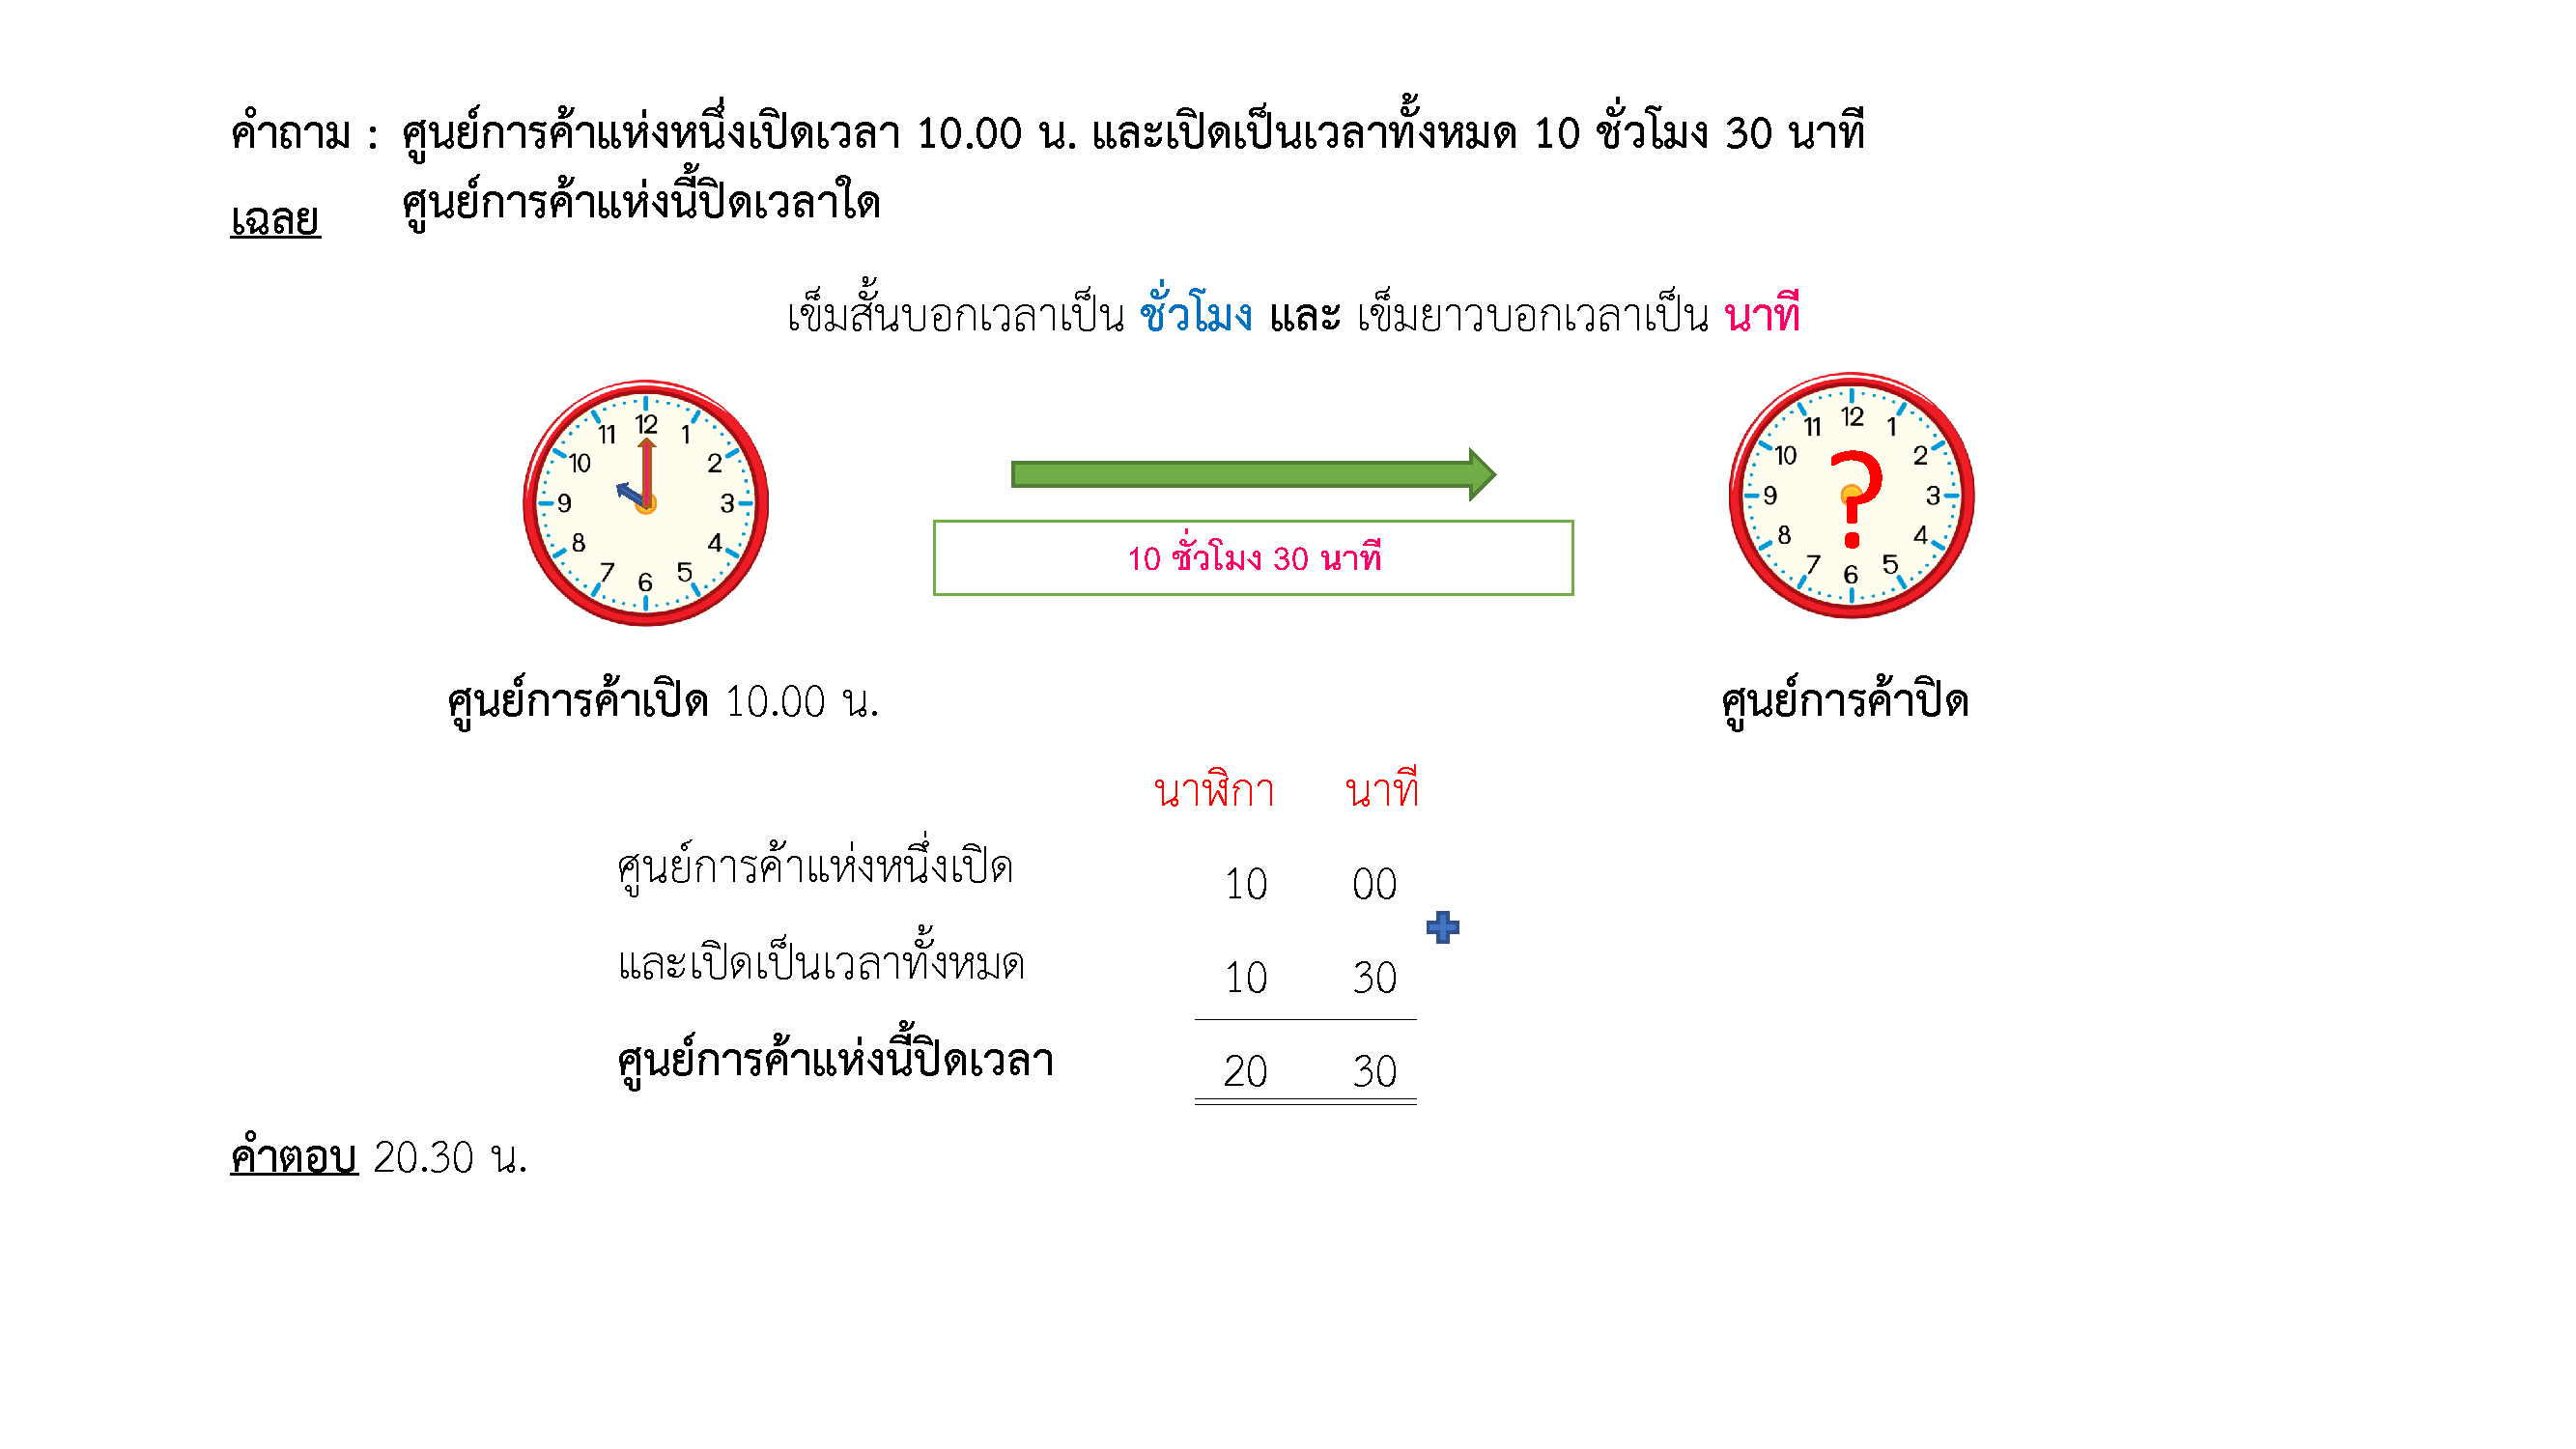 คำถาม : ศูนย์การค้าแห่งหนึ่งเปิดเวลา 10.00 น. และเปิดเป็นเวลาทั้งหมด 10 ชั่วโมง 30 นาที
ศูนย์การค้าแห่งนี้ปิดเวลาใด
เฉลย
เข็มสั้นบอกเวลาเป็น ชั่วโมง และ เข็มยาวบอกเวลาเป็น นาที
12 1 2 3 4 5 6 7 8 9 10 11
10 ชั่วโมง 30 นาที
12 1 2 3 4 5 6 7 8 9 10 11
?
ศูนย์การค้าเปิด 10.00 น.
ศูนย์การค้าปิด
นาฬิกา นาที
ศูนย์การค้าแห่งหนึ่งเปิด 10 00
และเปิดเป็นเวลาทั้งหมด 10 30
ศูนย์การค้าแห่งนี้ปิดเวลา 20 30
คำตอบ 20.30 น.